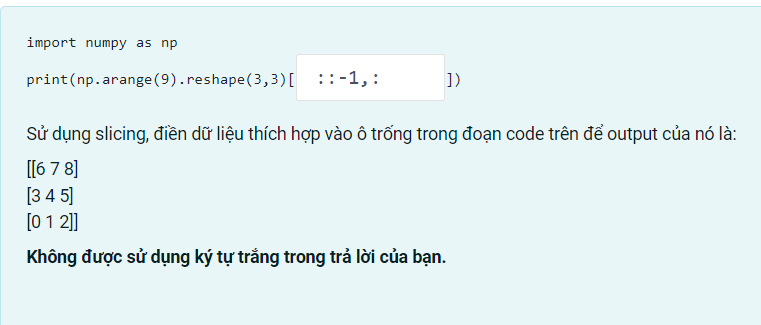 import numpy as np
print(np.arange(9).reshape(3,3)[ ::-1,: ])
Sử dụng slicing, điền dữ liệu thích hợp vào ô trống trong đoạn code trên để output của nó là:
[[6 7 8]
[3 4 5]
[0 1 2]]
Không được sử dụng ký tự trắng trong trả lời của bạn.